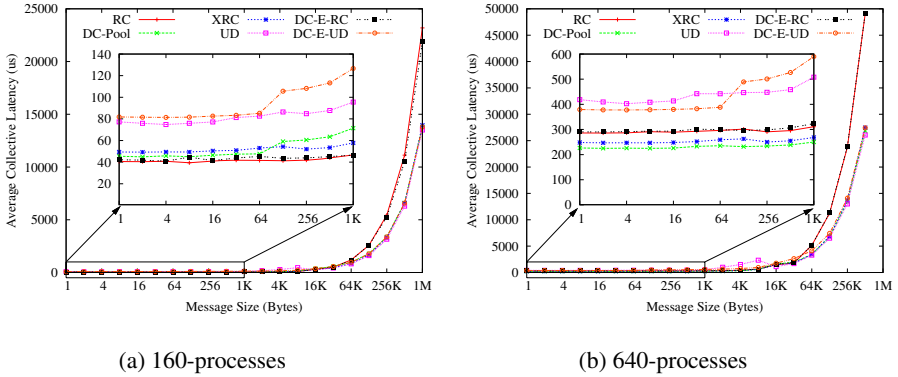 RC XRC DC-E-RC
DC-Pool UD DC-E-UD
Average Collective Latency (us)
25000
20000
15000
10000
5000
0
140
120
100
80
60
40
20
1 4 16 64 256 1K
1 4 16 64 256 1K 4K 16K 64K 256K 1M
Message Size (Bytes)
(a) 160-processes
RC XRC DC-E-RC
DC-Pool UD DC-E-UD
Average Collective Latency (us)
50000
45000
40000
35000
30000
25000
20000
15000
10000
5000
0
600
500
400
300
200
100
0
1 4 16 64 256 1K
1 4 16 64 256 1K 4K 16K 64K 256K 1M
Message Size (Bytes)
(b) 640-processes